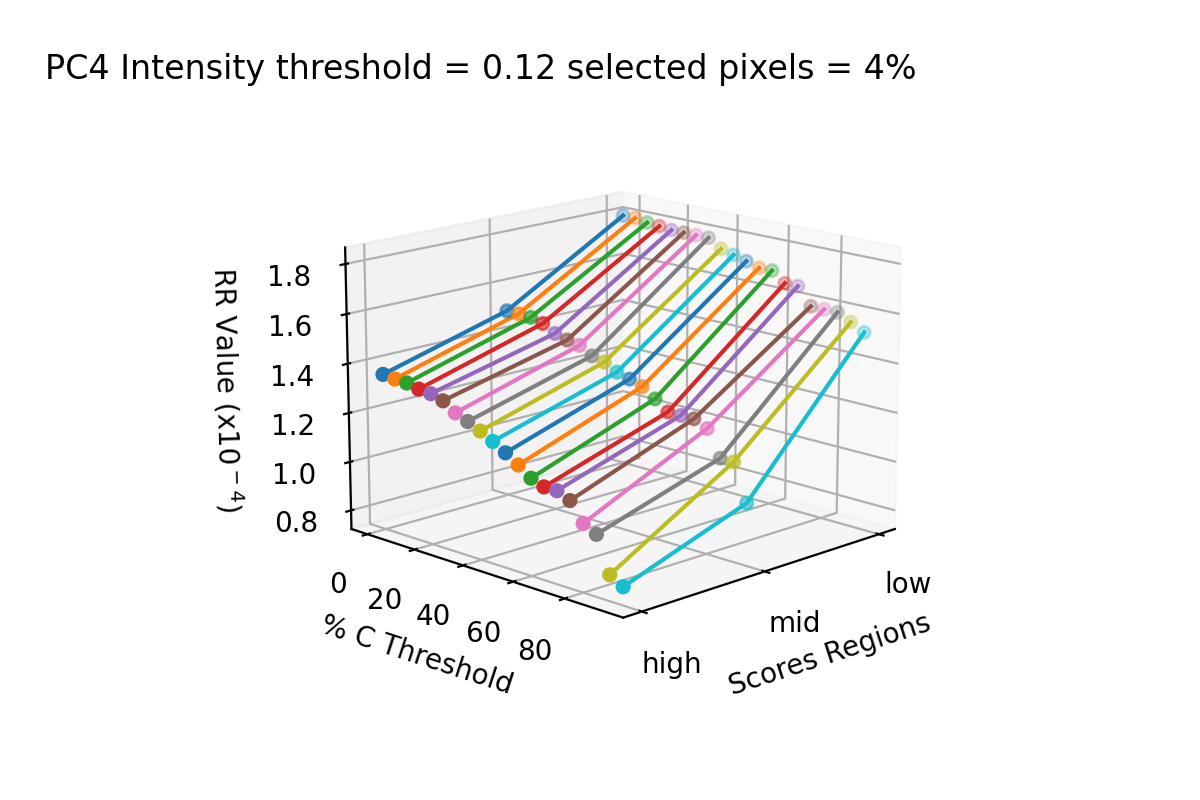 PC4 Intensity threshold = 0.12 selected pixels = 4%
RR Value (x10⁻⁴)
1.8
1.6
1.4
1.2
1.0
0.8
0
20
40
60
80
% C Threshold
high
mid
low
Scores Regions